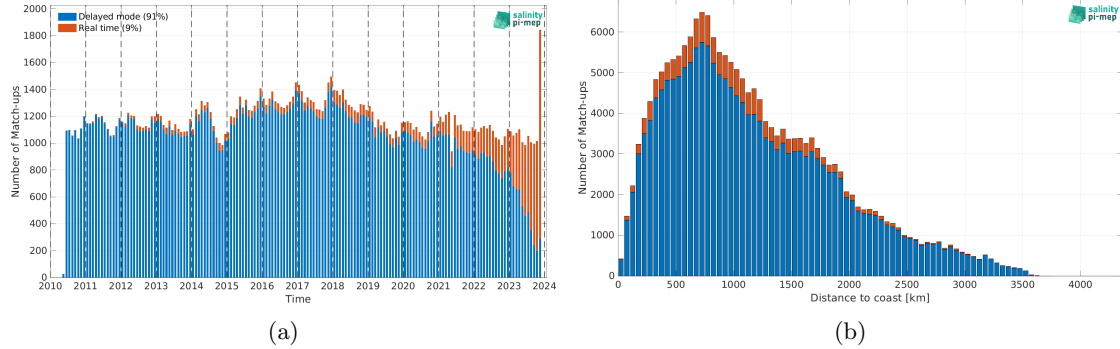 Delayed mode (91%)
Real time (9%)
salinity
pi-mep
Number of Match-ups
2000
1800
1600
1400
1200
1000
800
600
400
200
0
2010 2011 2012 2013 2014 2015 2016 2017 2018 2019 2020 2021 2022 2023 2024
Time
(a)
salinity
pi-mep
Number of Match-ups
6000
5000
4000
3000
2000
1000
0
0 500 1000 1500 2000 2500 3000 3500 4000
Distance to coast [km]
(b)